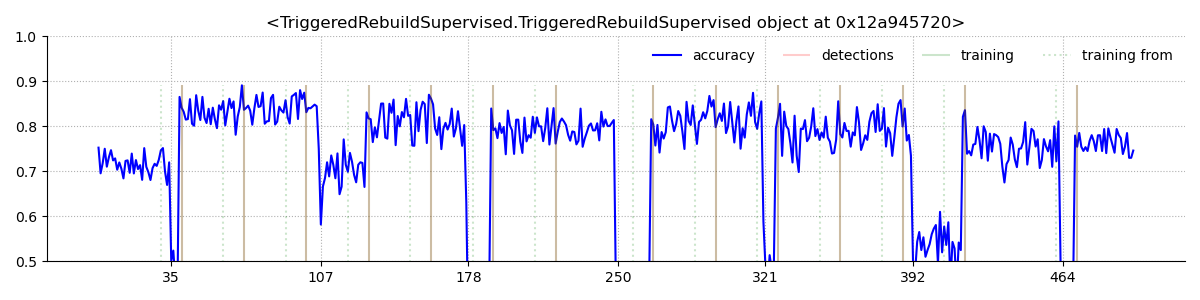 <TriggeredRebuildSupervised.TriggeredRebuildSupervised object at 0x12a945720>
accuracy detections training training from
1.0
0.9
0.8
0.7
0.6
0.5
35 107 178 250 321 392 464